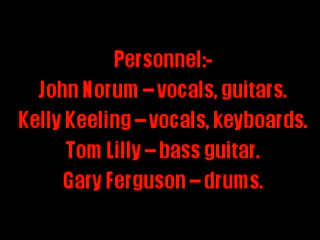 Personnel:-
John Norum – vocals, guitars.
Kelly Keeling – vocals, keyboards.
Tom Lilly – bass guitar.
Gary Ferguson – drums.